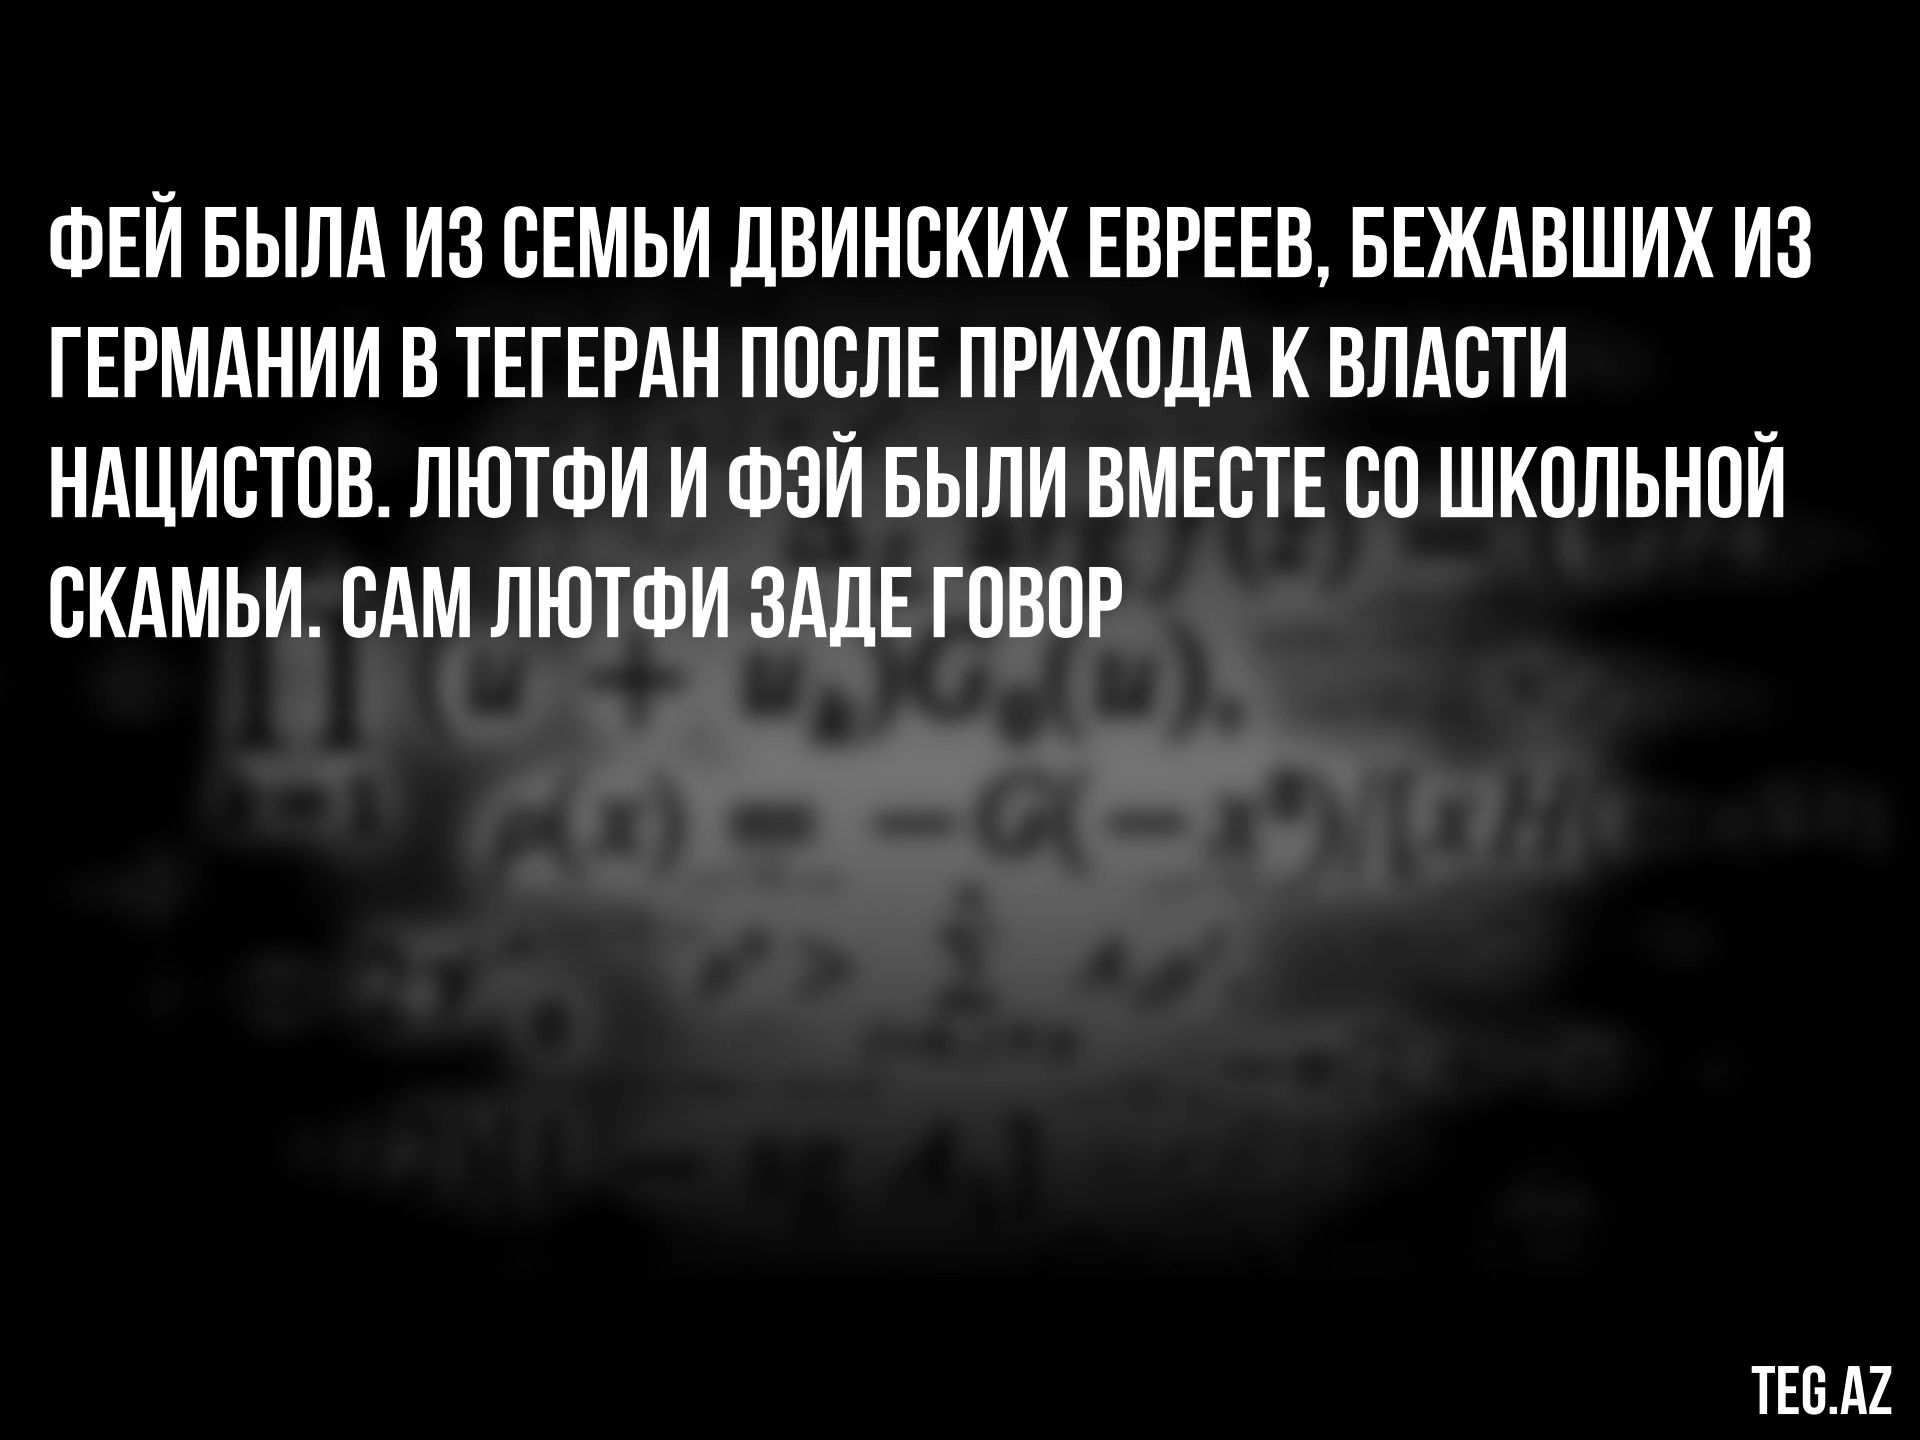 ФЕЙ БЫЛА ИЗ СЕМЬИ ДВИНСКИХ ЕВРЕЕВ, БЕЖАВШИХ ИЗ
ГЕРМАНИИ В ТЕГЕРАН ПОСЛЕ ПРИХОДА К ВЛАСТИ
НАЦИСТОВ. ЛЮТФИ И ФЭЙ БЫЛИ ВМЕСТЕ СО ШКОЛЬНОЙ
СКАМЬИ. САМ ЛЮТФИ ЗАДЕ ГОВОР
TEG.AZ